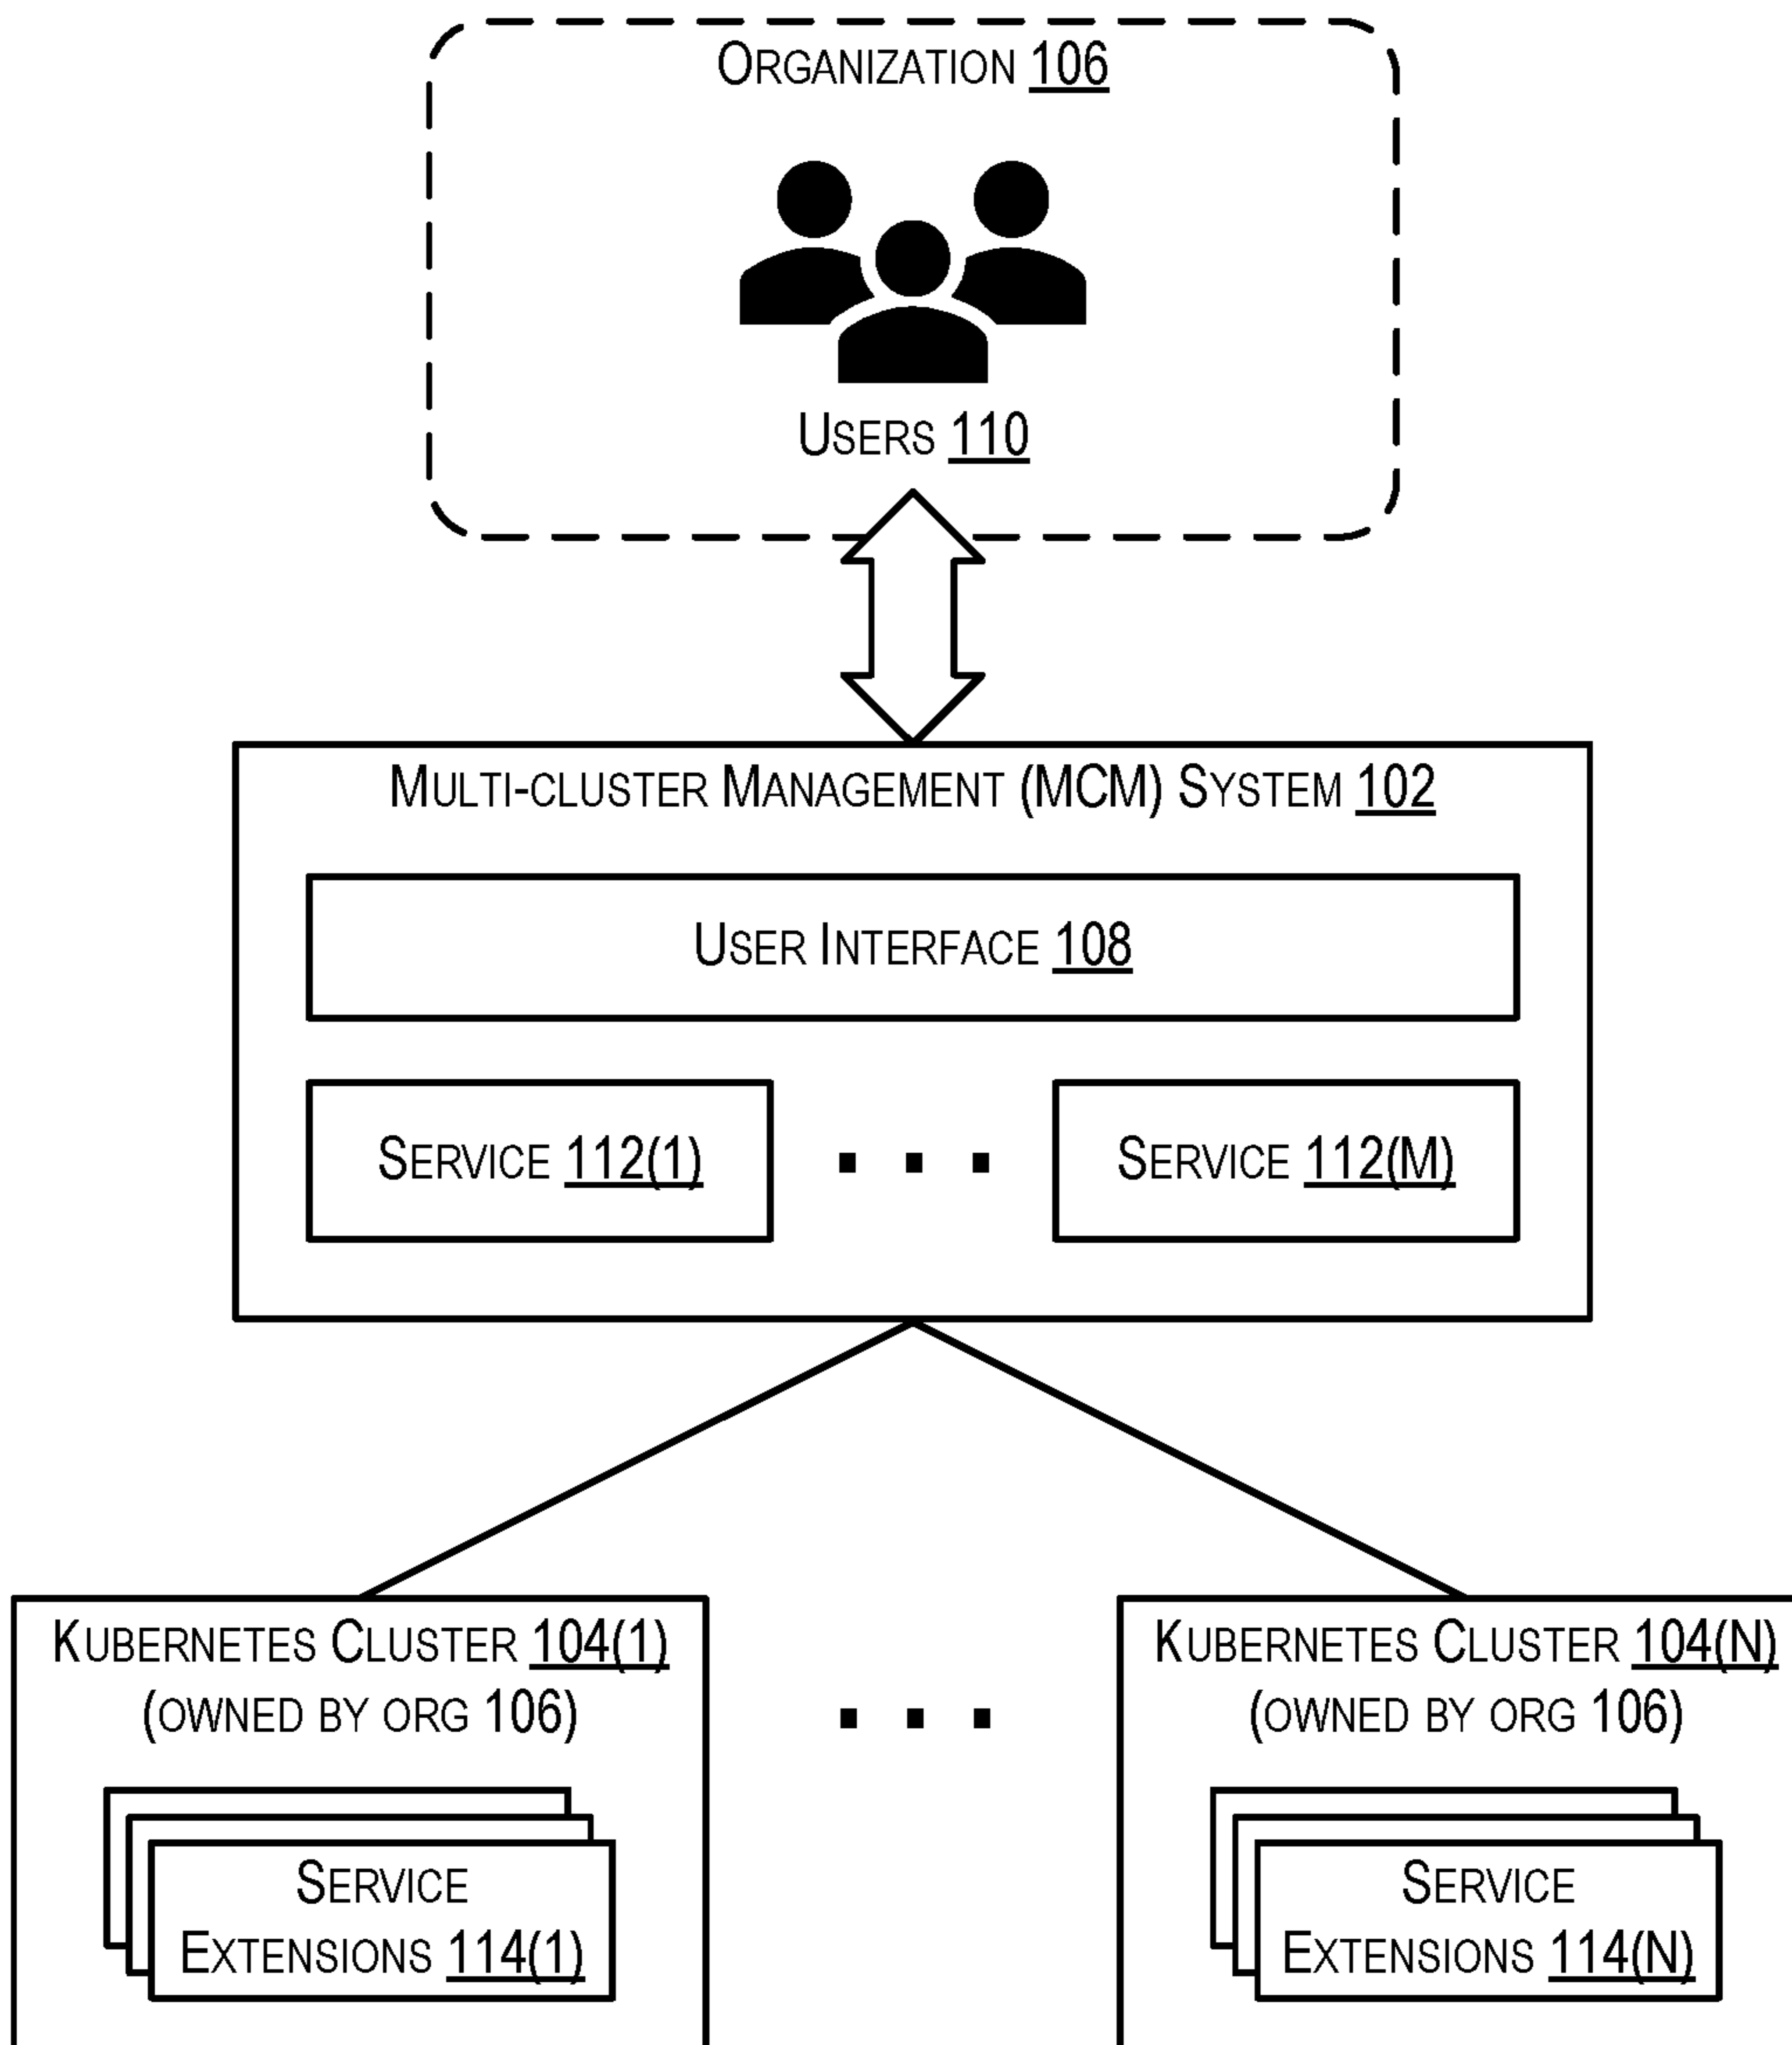 ORGANIZATION 106
USERS 110
MULTI-CLUSTER MANAGEMENT (MCM) SYSTEM 102
USER INTERFACE 108
SERVICE 112(1)
. . .
SERVICE 112(M)
KUBERNETES CLUSTER 104(1)
(OWNED BY ORG 106)
SERVICE
EXTENSIONS 114(1)
. . .
KUBERNETES CLUSTER 104(N)
(OWNED BY ORG 106)
SERVICE
EXTENSIONS 114(N)